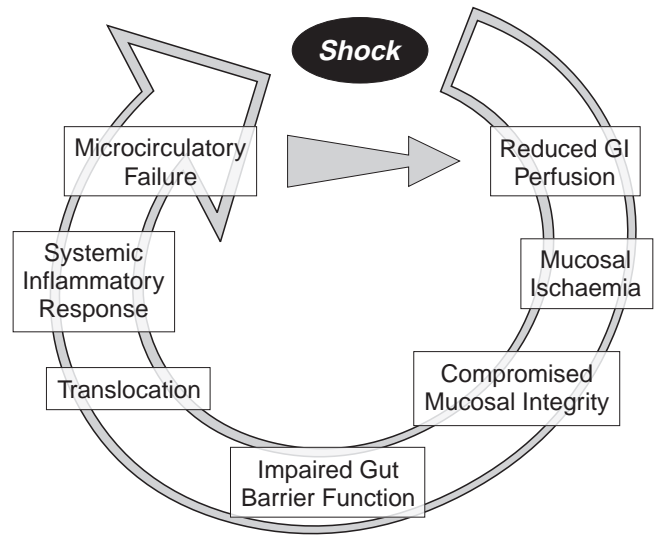 Shock
Reduced GI
Perfusion
Mucosal
Ischaemia
Compromised
Mucosal Integrity
Impaired Gut
Barrier Function
Translocation
Systemic
Inflammatory
Response
Microcirculatory
Failure